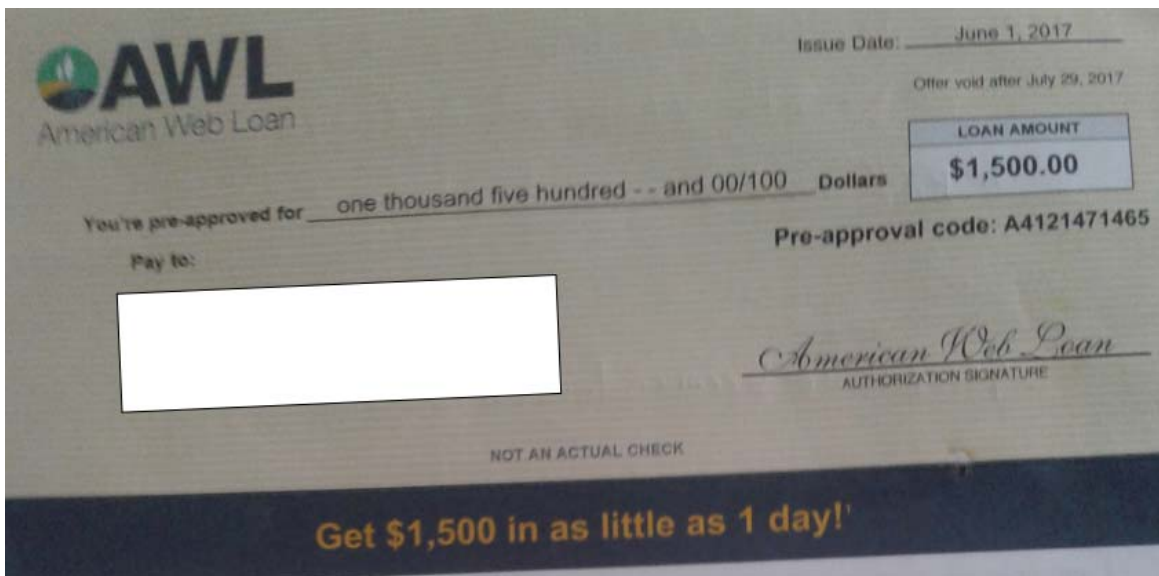 AWL
American Web Loan
Issue Date: June 1, 2017
Offer void after July 29, 2017
LOAN AMOUNT
$1,500.00
You're pre-approved for one thousand five hundred - - and 00/100 Dollars
Pre-approval code: A4121471465
Pay to:
American Web Loan
AUTHORIZATION SIGNATURE
NOT AN ACTUAL CHECK
Get $1,500 in as little as 1 day!¹